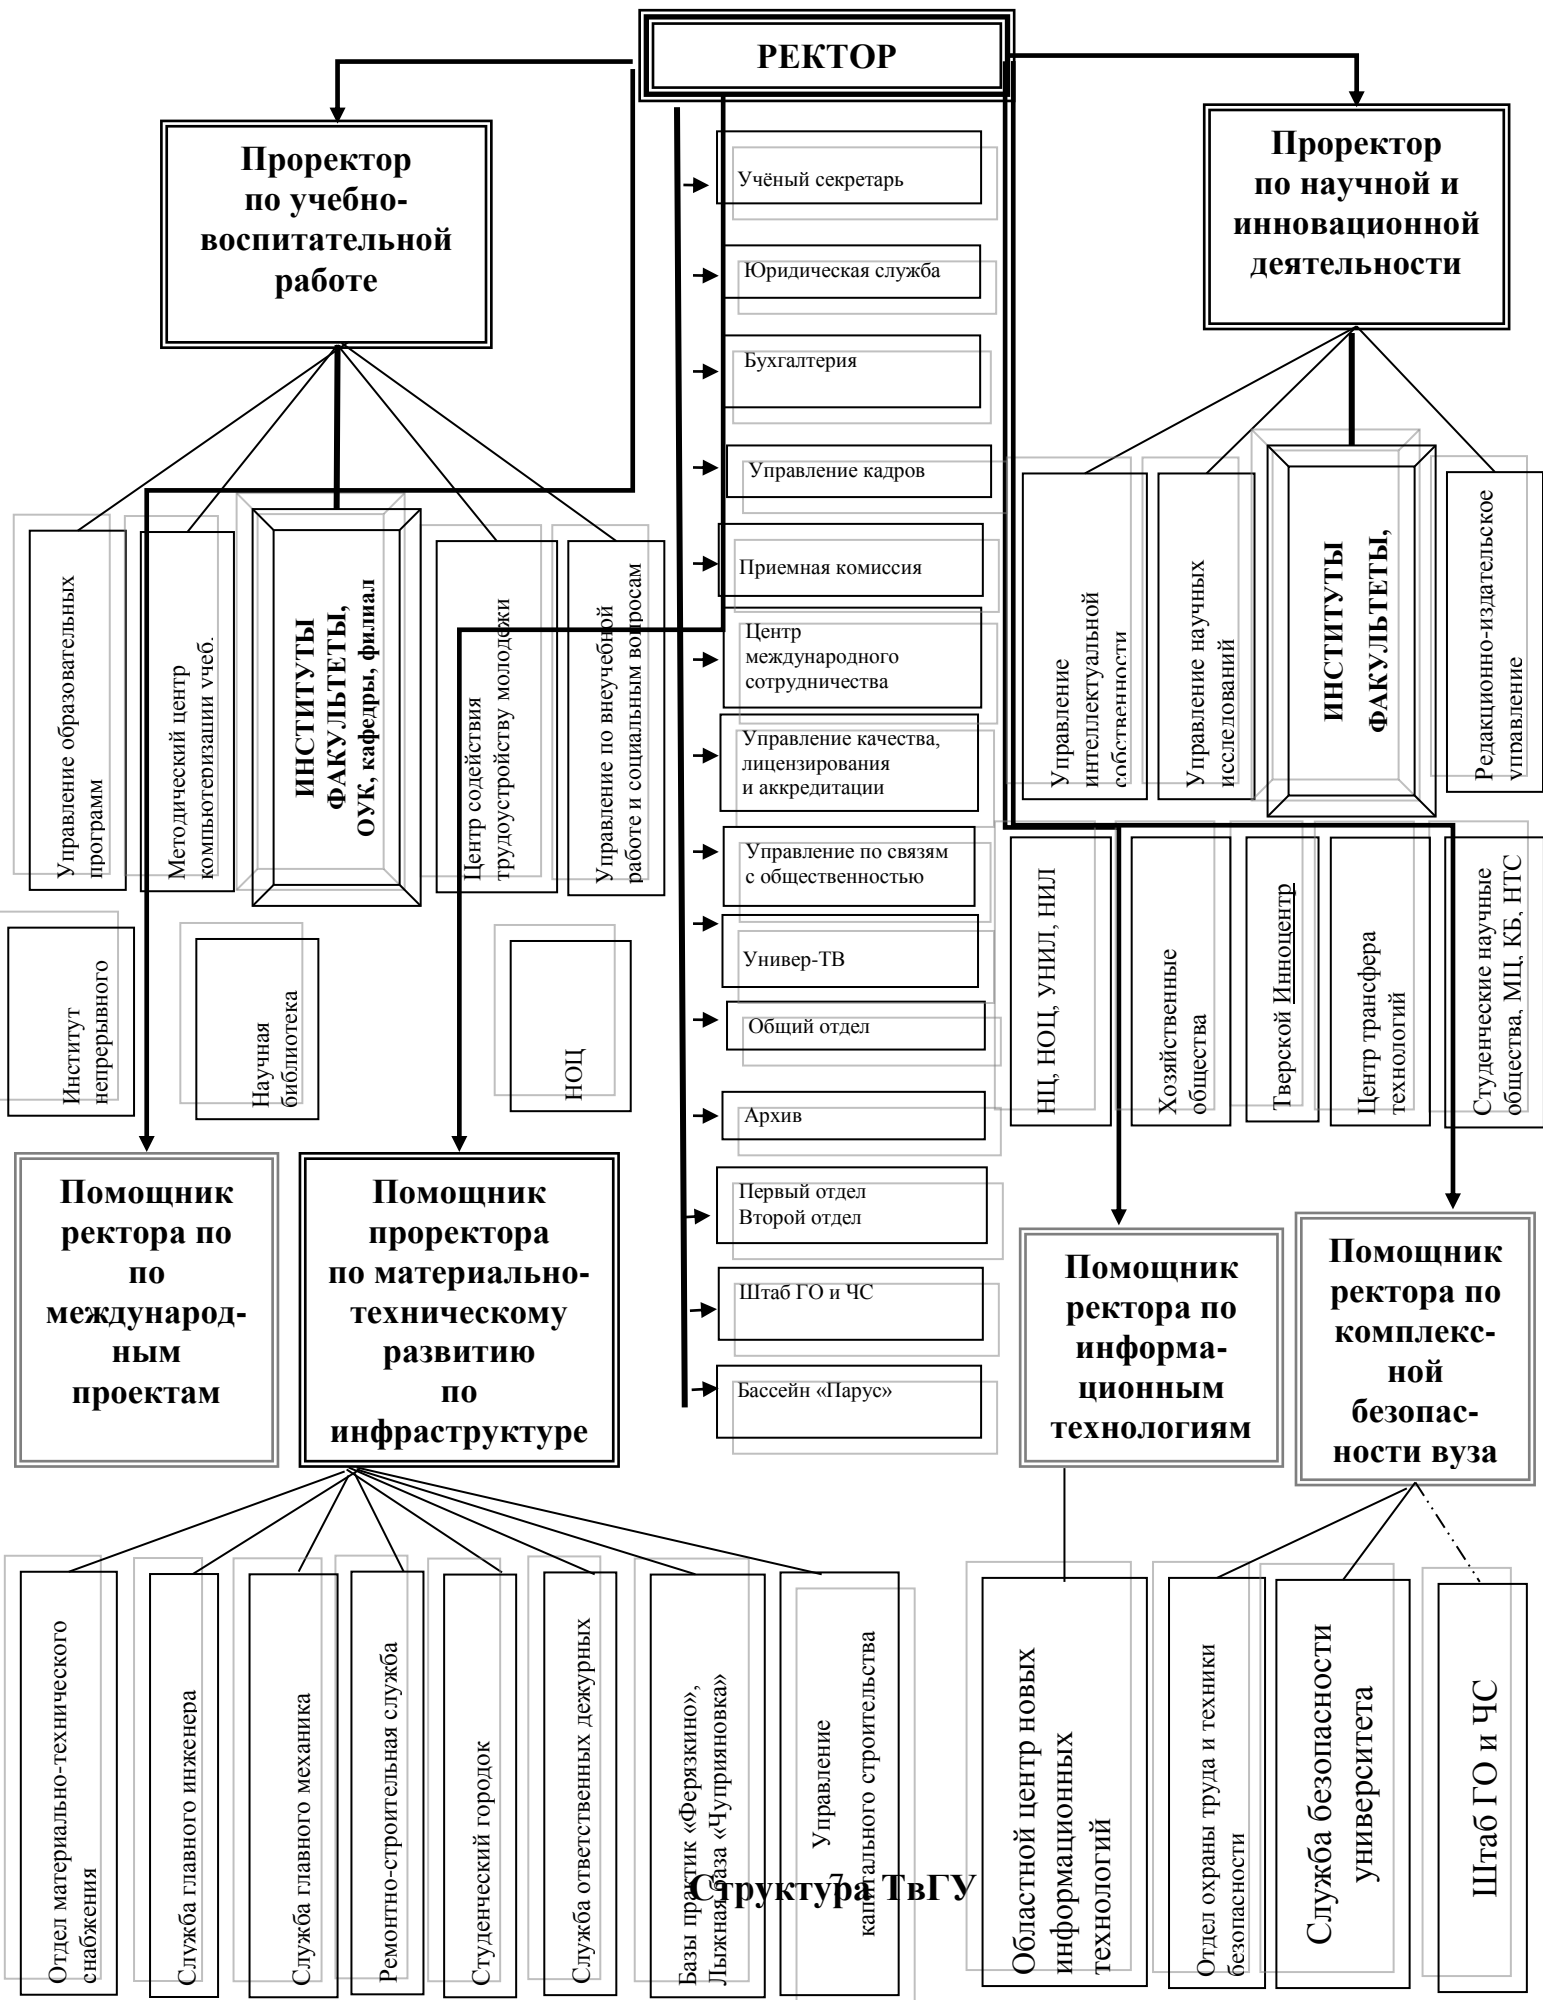 РЕКТОР
Проректор
по учебно-
воспитательной
работе
Проректор
по научной и
инновационной
деятельности
Учёный секретарь
Юридическая служба
Бухгалтерия
Управление кадров
Приемная комиссия
Центр
международного
сотрудничества
Управление качества,
лицензирования
и аккредитации
Управление по связям
с общественностью
Универ-ТВ
Общий отдел
Архив
Первый отдел
Второй отдел
Штаб ГО и ЧС
Бассейн «Парус»
Управление образовательных
программ
Методический центр
компьютеризации учеб.
ИНСТИТУТЫ
ФАКУЛЬТЕТЫ,
ОУК, кафедры, филиал
Центр содействия
трудоустройству молодежи
Управление по внеучебной
работе и социальным вопросам
Управление
интеллектуальной
собственности
Управление научных
исследований
ИНСТИТУТЫ
ФАКУЛЬТЕТЫ,
Редакционно-издательское
управление
Институт
непрерывного
Научная
библиотека
НОЦ
НЦ, НОЦ, УНИЛ, НИЛ
Хозяйственные
общества
Тверской Инноцентр
Центр трансфера
технологий
Студенческие научные
общества, МЦ, КБ, НТС
Помощник
ректора по
по
международ-
ным
проектам
Помощник
проректора
по материально-
техническому
развитию
по
инфраструктуре
Помощник
ректора по
информа-
ционным
технологиям
Помощник
ректора по
комплекс-
ной
безопас-
ности вуза
Отдел материально-технического
снабжения
Служба главного инженера
Служба главного механика
Ремонтно-строительная служба
Студенческий городок
Служба ответственных дежурных
Базы практик «Ферязкино»,
Лыжная база «Чуприяновка»
Управление
капитального строительства
Областной центр новых
информационных
технологий
Отдел охраны труда и техники
безопасности
Служба безопасности
университета
Штаб ГО и ЧС
7
Структура ТвГУ